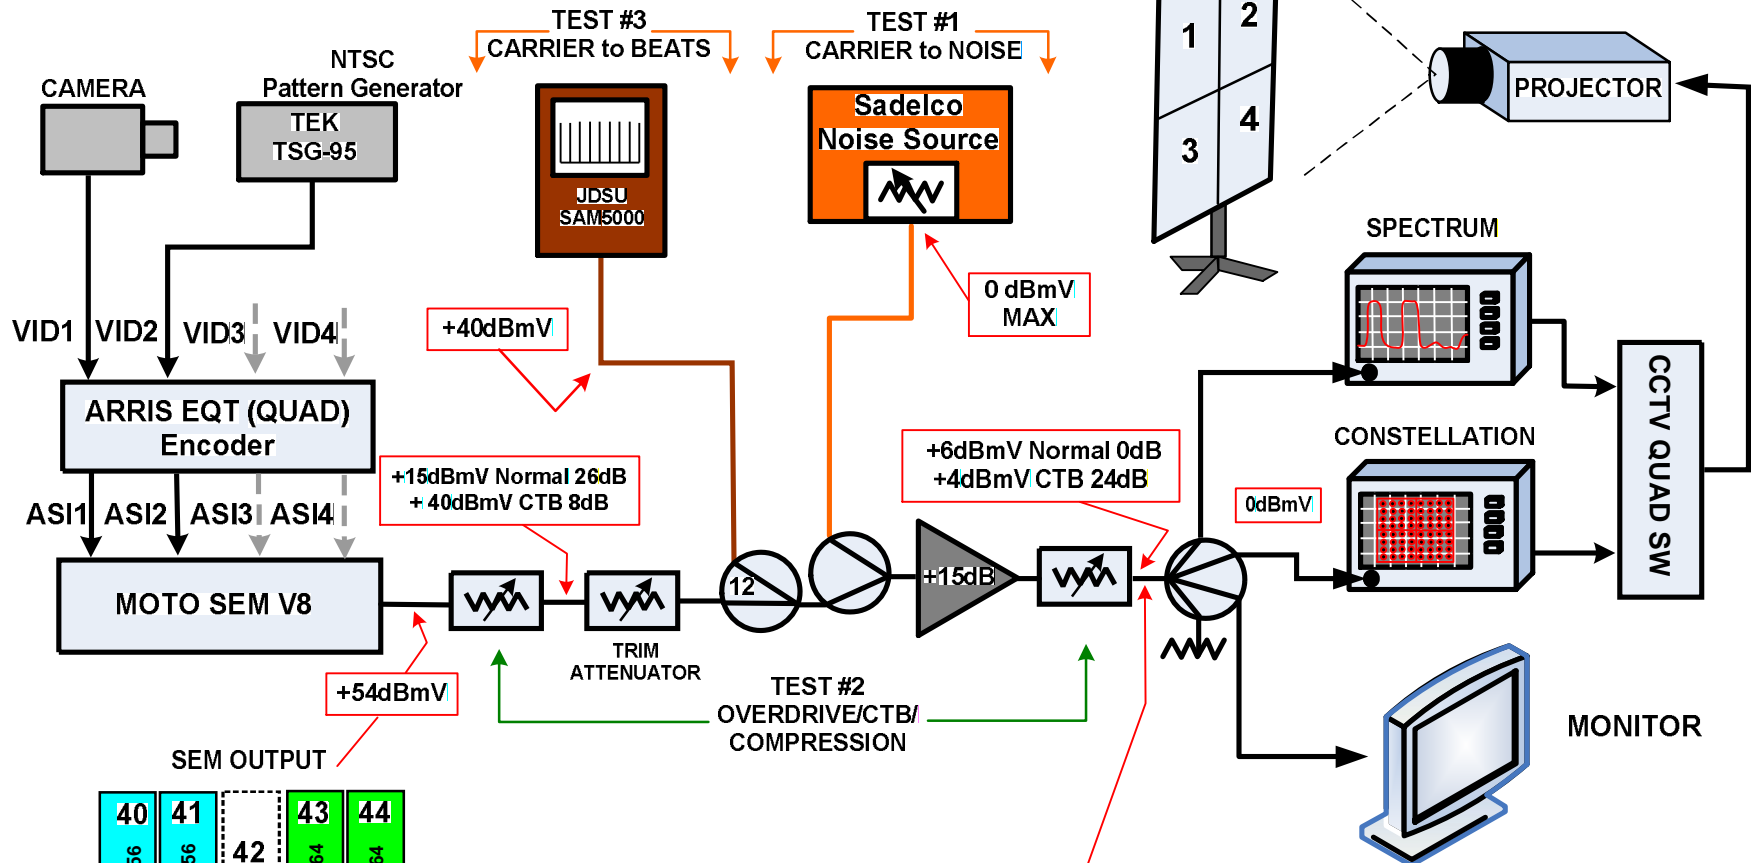 TEST #3
CARRIER to BEATS
TEST #1
CARRIER to NOISE
1
2
3
4
PROJECTOR
NTSC
Pattern Generator
CAMERA
TEK
TSG-95
JDSU
SAM5000
Sadelco
Noise Source
0 dBmV
MAX
SPECTRUM
VID1
VID2
VID3
VID4
+40dBmV
ARRIS EQT (QUAD)
Encoder
+15dBmV Normal 26dB
+ 40dBmV CTB 8dB
+6dBmV Normal 0dB
+4dBmV CTB 24dB
CONSTELLATION
0dBmV
CCTV QUAD SW
ASI1
ASI2
ASI3
ASI4
MOTO SEM V8
12
+15dB
TRIM
ATTENUATOR
+54dBmV
TEST #2
OVERDRIVE/CTB/
COMPRESSION
MONITOR
SEM OUTPUT
40
41
42
43
44
56
56
64
64